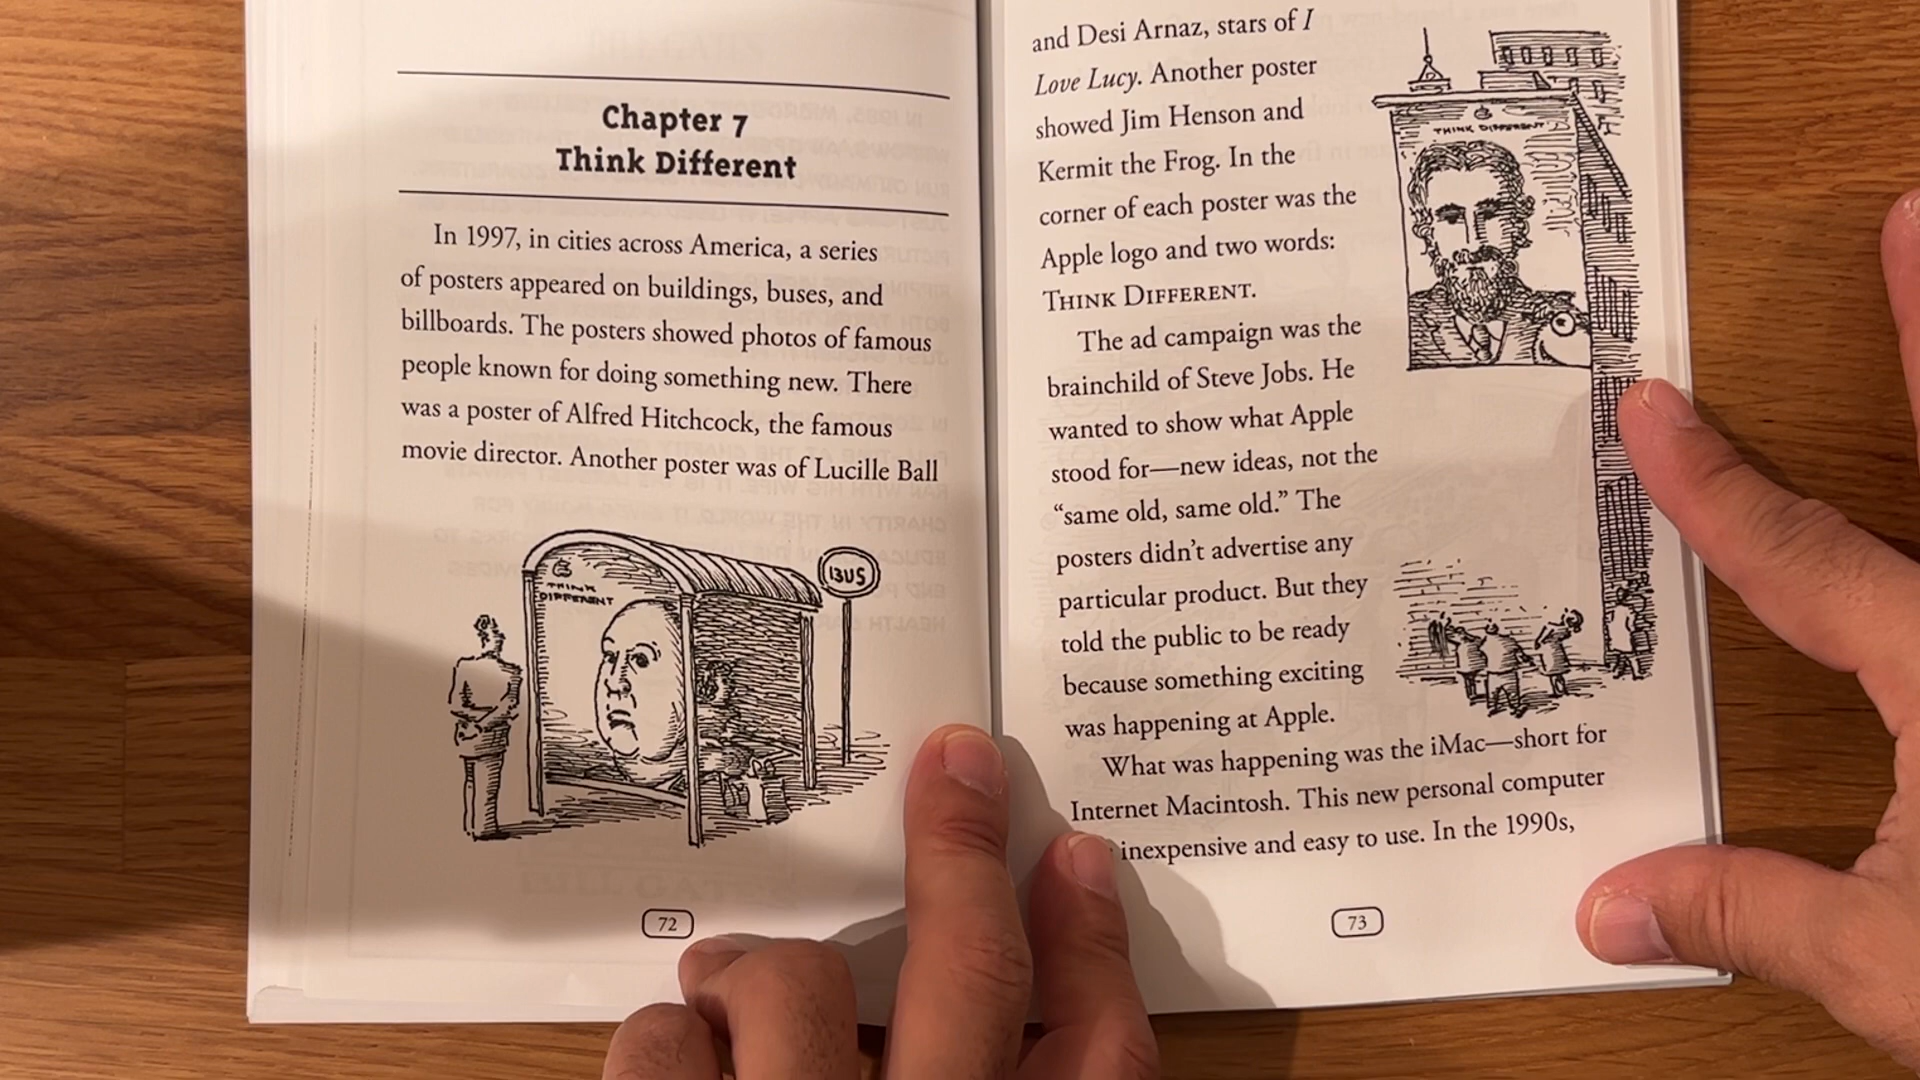 Chapter 7
Think Different
In 1997, in cities across America, a series
of posters appeared on buildings, buses, and
billboards. The posters showed photos of famous
people known for doing something new. There
was a poster of Alfred Hitchcock, the famous
movie director. Another poster was of Lucille Ball
THINK
DIFFERENT
BUS
72
and Desi Arnaz, stars of I
Love Lucy. Another poster
showed Jim Henson and
Kermit the Frog. In the
corner of each poster was the
Apple logo and two words:
THINK DIFFERENT.
THINK DIFFERENT
The ad campaign was the
brainchild of Steve Jobs. He
wanted to show what Apple
stood for—new ideas, not the
“same old, same old.” The
posters didn’t advertise any
particular product. But they
told the public to be ready
because something exciting
was happening at Apple.
What was happening was the iMac—short for
Internet Macintosh. This new personal computer
inexpensive and easy to use. In the 1990s,
73